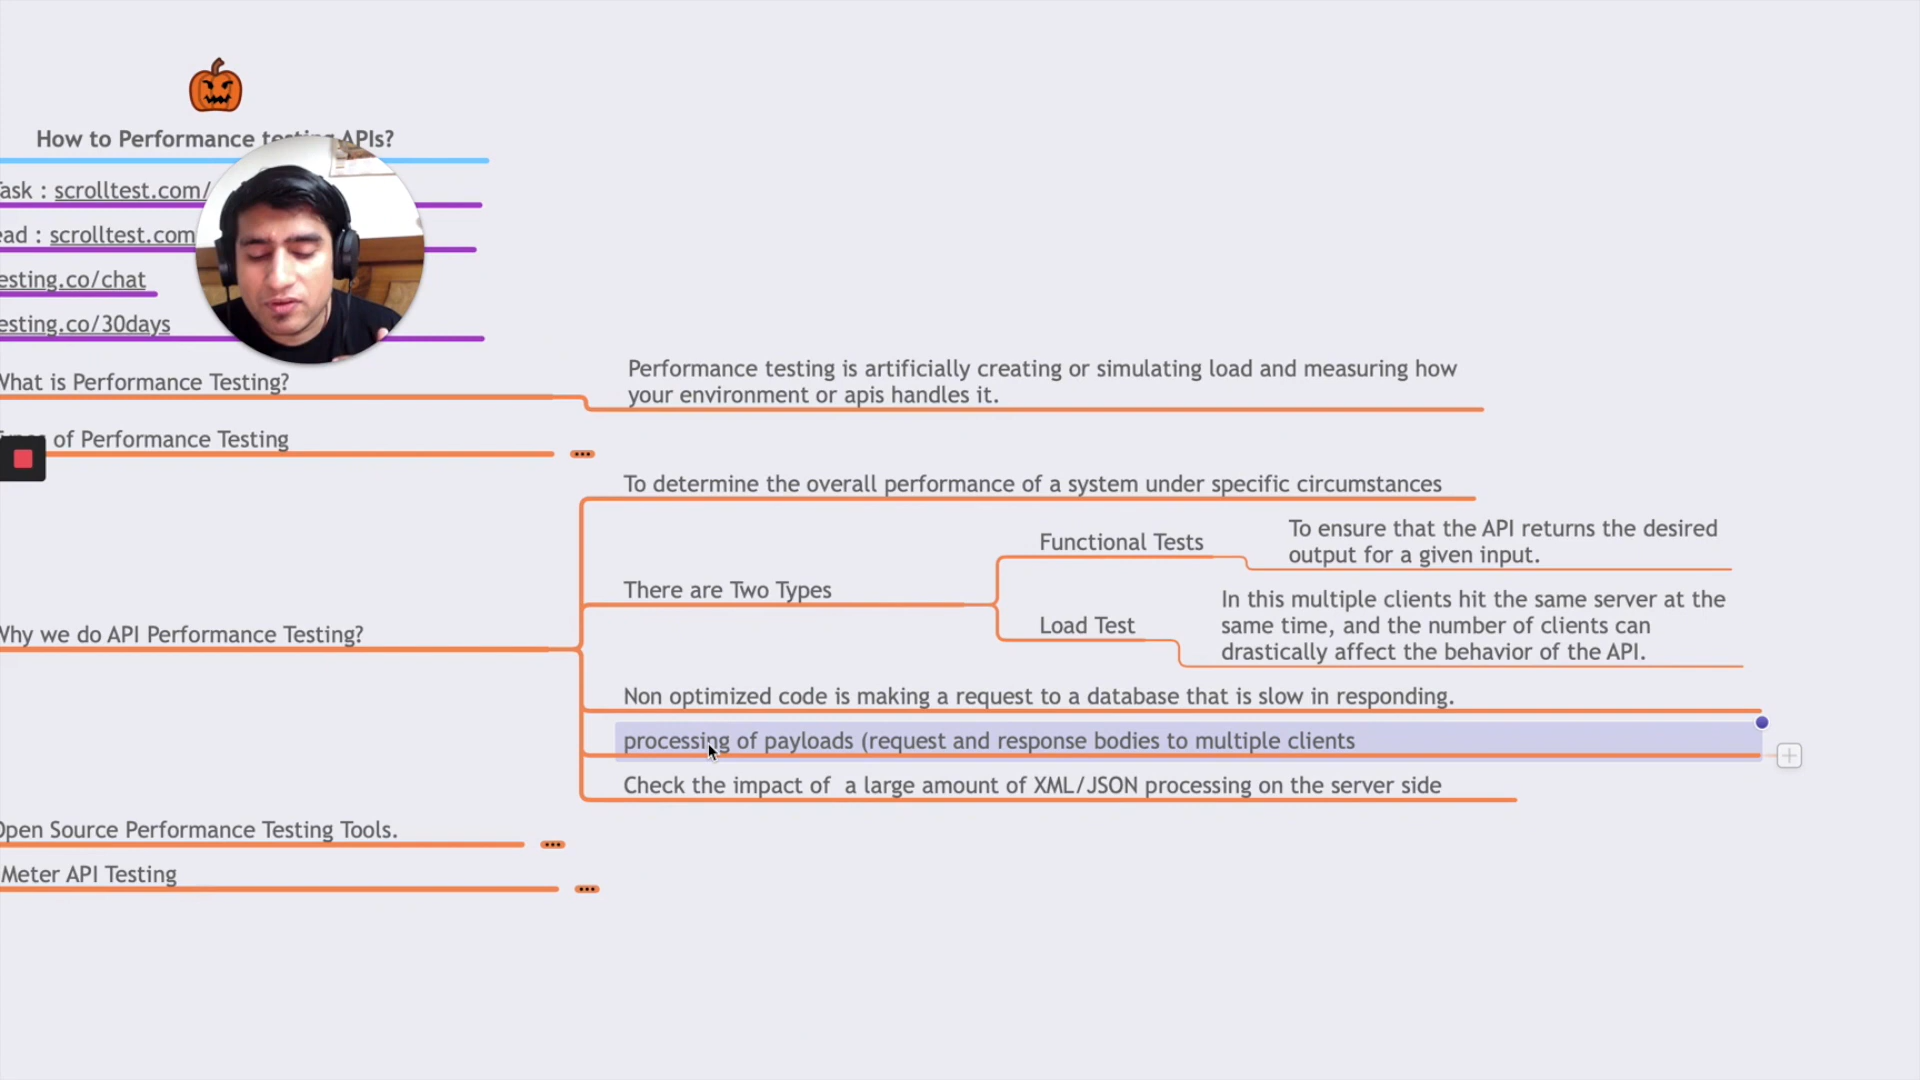 How to Performance testing APIs?
Task : scrolltest.com/
ead : scrolltest.com
esting.co/chat
esting.co/30days
What is Performance Testing?
Performance testing is artificially creating or simulating load and measuring how
your environment or apis handles it.
of Performance Testing
To determine the overall performance of a system under specific circumstances
Functional Tests
To ensure that the API returns the desired
output for a given input.
There are Two Types
Load Test
In this multiple clients hit the same server at the
same time, and the number of clients can
drastically affect the behavior of the API.
Why we do API Performance Testing?
Non optimized code is making a request to a database that is slow in responding.
processing of payloads (request and response bodies to multiple clients
Check the impact of  a large amount of XML/JSON processing on the server side
Open Source Performance Testing Tools.
Meter API Testing